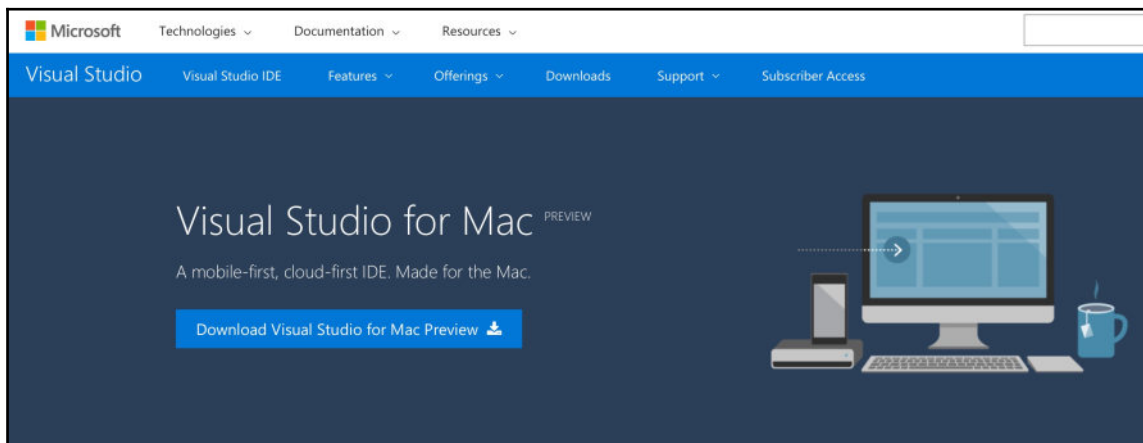 Microsoft Technologies Documentation Resources
Visual Studio Visual Studio IDE Features Offerings Downloads Support Subscriber Access
Visual Studio for Mac PREVIEW
A mobile-first, cloud-first IDE. Made for the Mac.
Download Visual Studio for Mac Preview